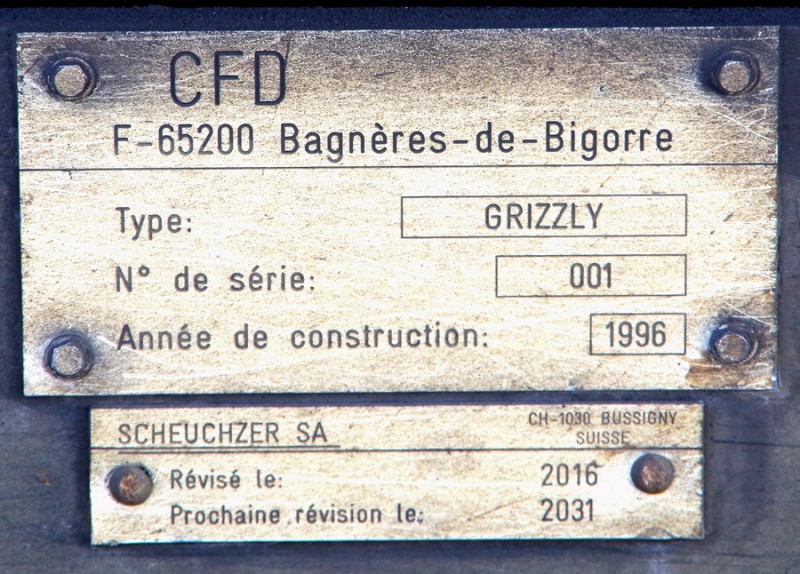 CFD
F-65200 Bagnères-de-Bigorre
Type: GRIZZLY
N° de série: 001
Année de construction: 1996
SCHEUCHZER SA CH-1030 BUSSIGNY
SUISSE
Révisé le: 2016
Prochaine révision le: 2031